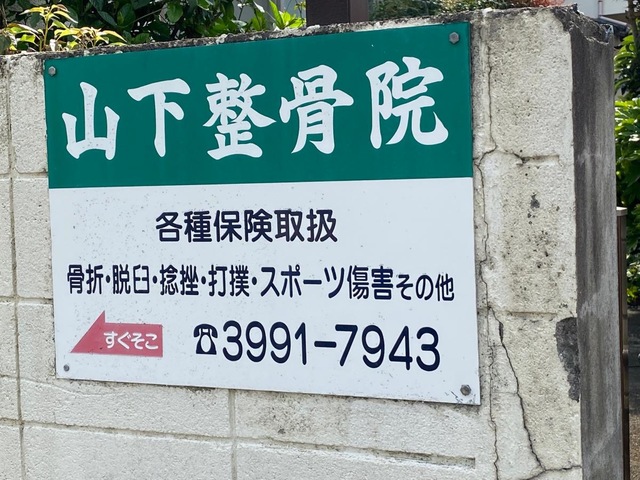 山下整骨院
各種保険取扱
骨折・脱臼・捻挫・打撲・スポーツ傷害その他
すぐそこ ☎3991-7943